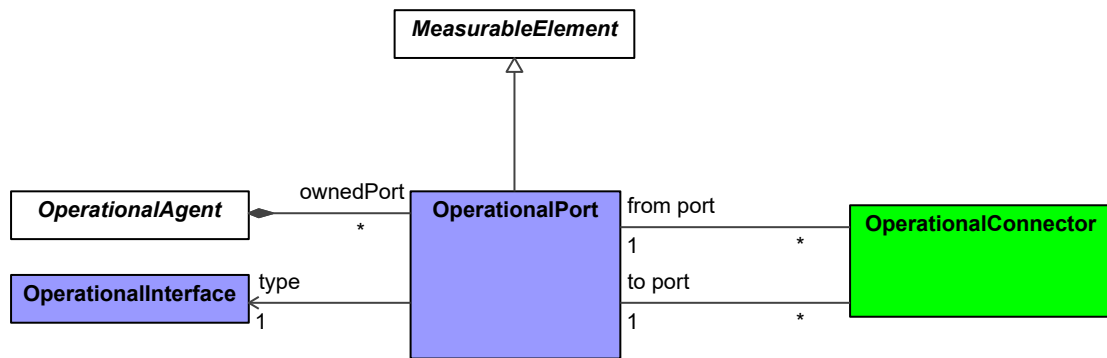 MeasurableElement
ownedPort
OperationalAgent
*
OperationalPort
from port
1
*
OperationalConnector
type
OperationalInterface
1
to port
1
*